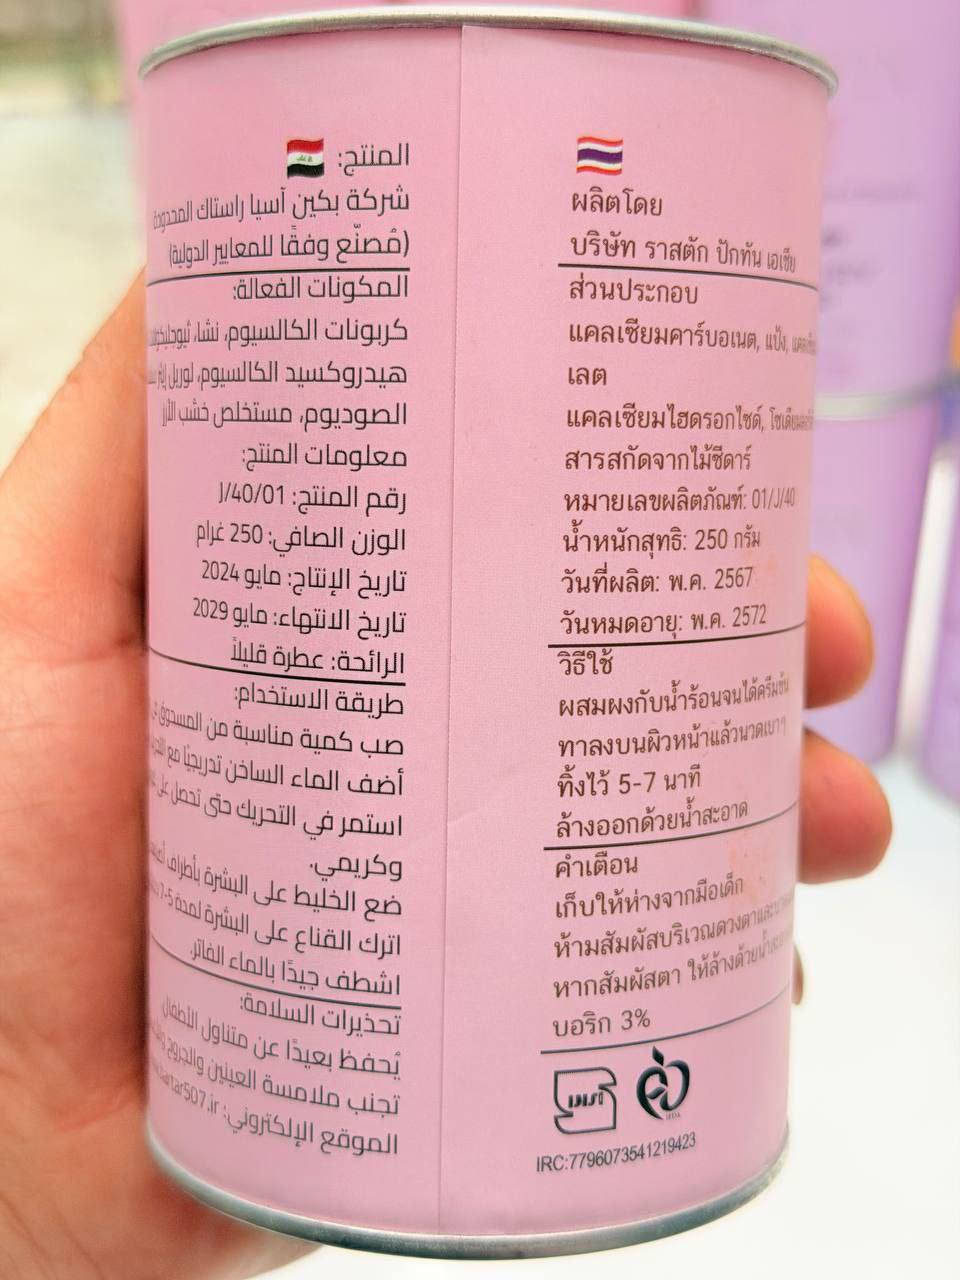 المنتج:
شركة بكين آسيا راستاك المحدودة
(مُصنّع وفقًا للمعايير الدولية)
المكونات الفعالة:
كربونات الكالسيوم، نشا،
هيدروكسيد الكالسيوم، لوريل
الصوديوم، مستخلص خشب الأرز
معلومات المنتج:
رقم المنتج: J/40/01
الوزن الصافي: 250 غرام
تاريخ الإنتاج: مايو 2024
تاريخ الانتهاء: مايو 2029
الرائحة: عطرة قليلاً
طريقة الاستخدام:
صب كمية مناسبة من المسحوق
أضف الماء الساخن تدريجيًا مع
استمر في التحريك حتى تحصل على
وكريمي.
ضع الخليط على البشرة بأطراف
اترك القناع على البشرة لمدة 5-7
اشطف جيدًا بالماء الفاتر.
تحذيرات السلامة:
يُحفظ بعيدًا عن متناول الأطفال
تجنب ملامسة العينين والجروح
الموقع الإلكتروني: tartar507.ir
ผลิตโดย
บริษัท ราสตัก ปักทัน เอเชีย
ส่วนประกอบ
แคลเซียมคาร์บอเนต, แป้ง,
เลต
แคลเซียมไฮดรอกไซด์,
สารสกัดจากไม้ซีดาร์
หมายเลขผลิตภัณฑ์: 01/J/40
น้ำหนักสุทธิ: 250 กรัม
วันที่ผลิต: พ.ค. 2567
วันหมดอายุ: พ.ค. 2572
วิธีใช้
ผสมผงกับน้ำร้อนจนได้ครีมข้น
ทาลงบนผิวหน้าแล้วนวดเบาๆ
ทิ้งไว้ 5-7 นาที
ล้างออกด้วยน้ำสะอาด
คำเตือน
เก็บให้ห่างจากมือเด็ก
ห้ามสัมผัสบริเวณดวงตาและ
หากสัมผัสตา ให้ล้างด้วยน้ำ
บอริก 3%
IRC:7796073541219423